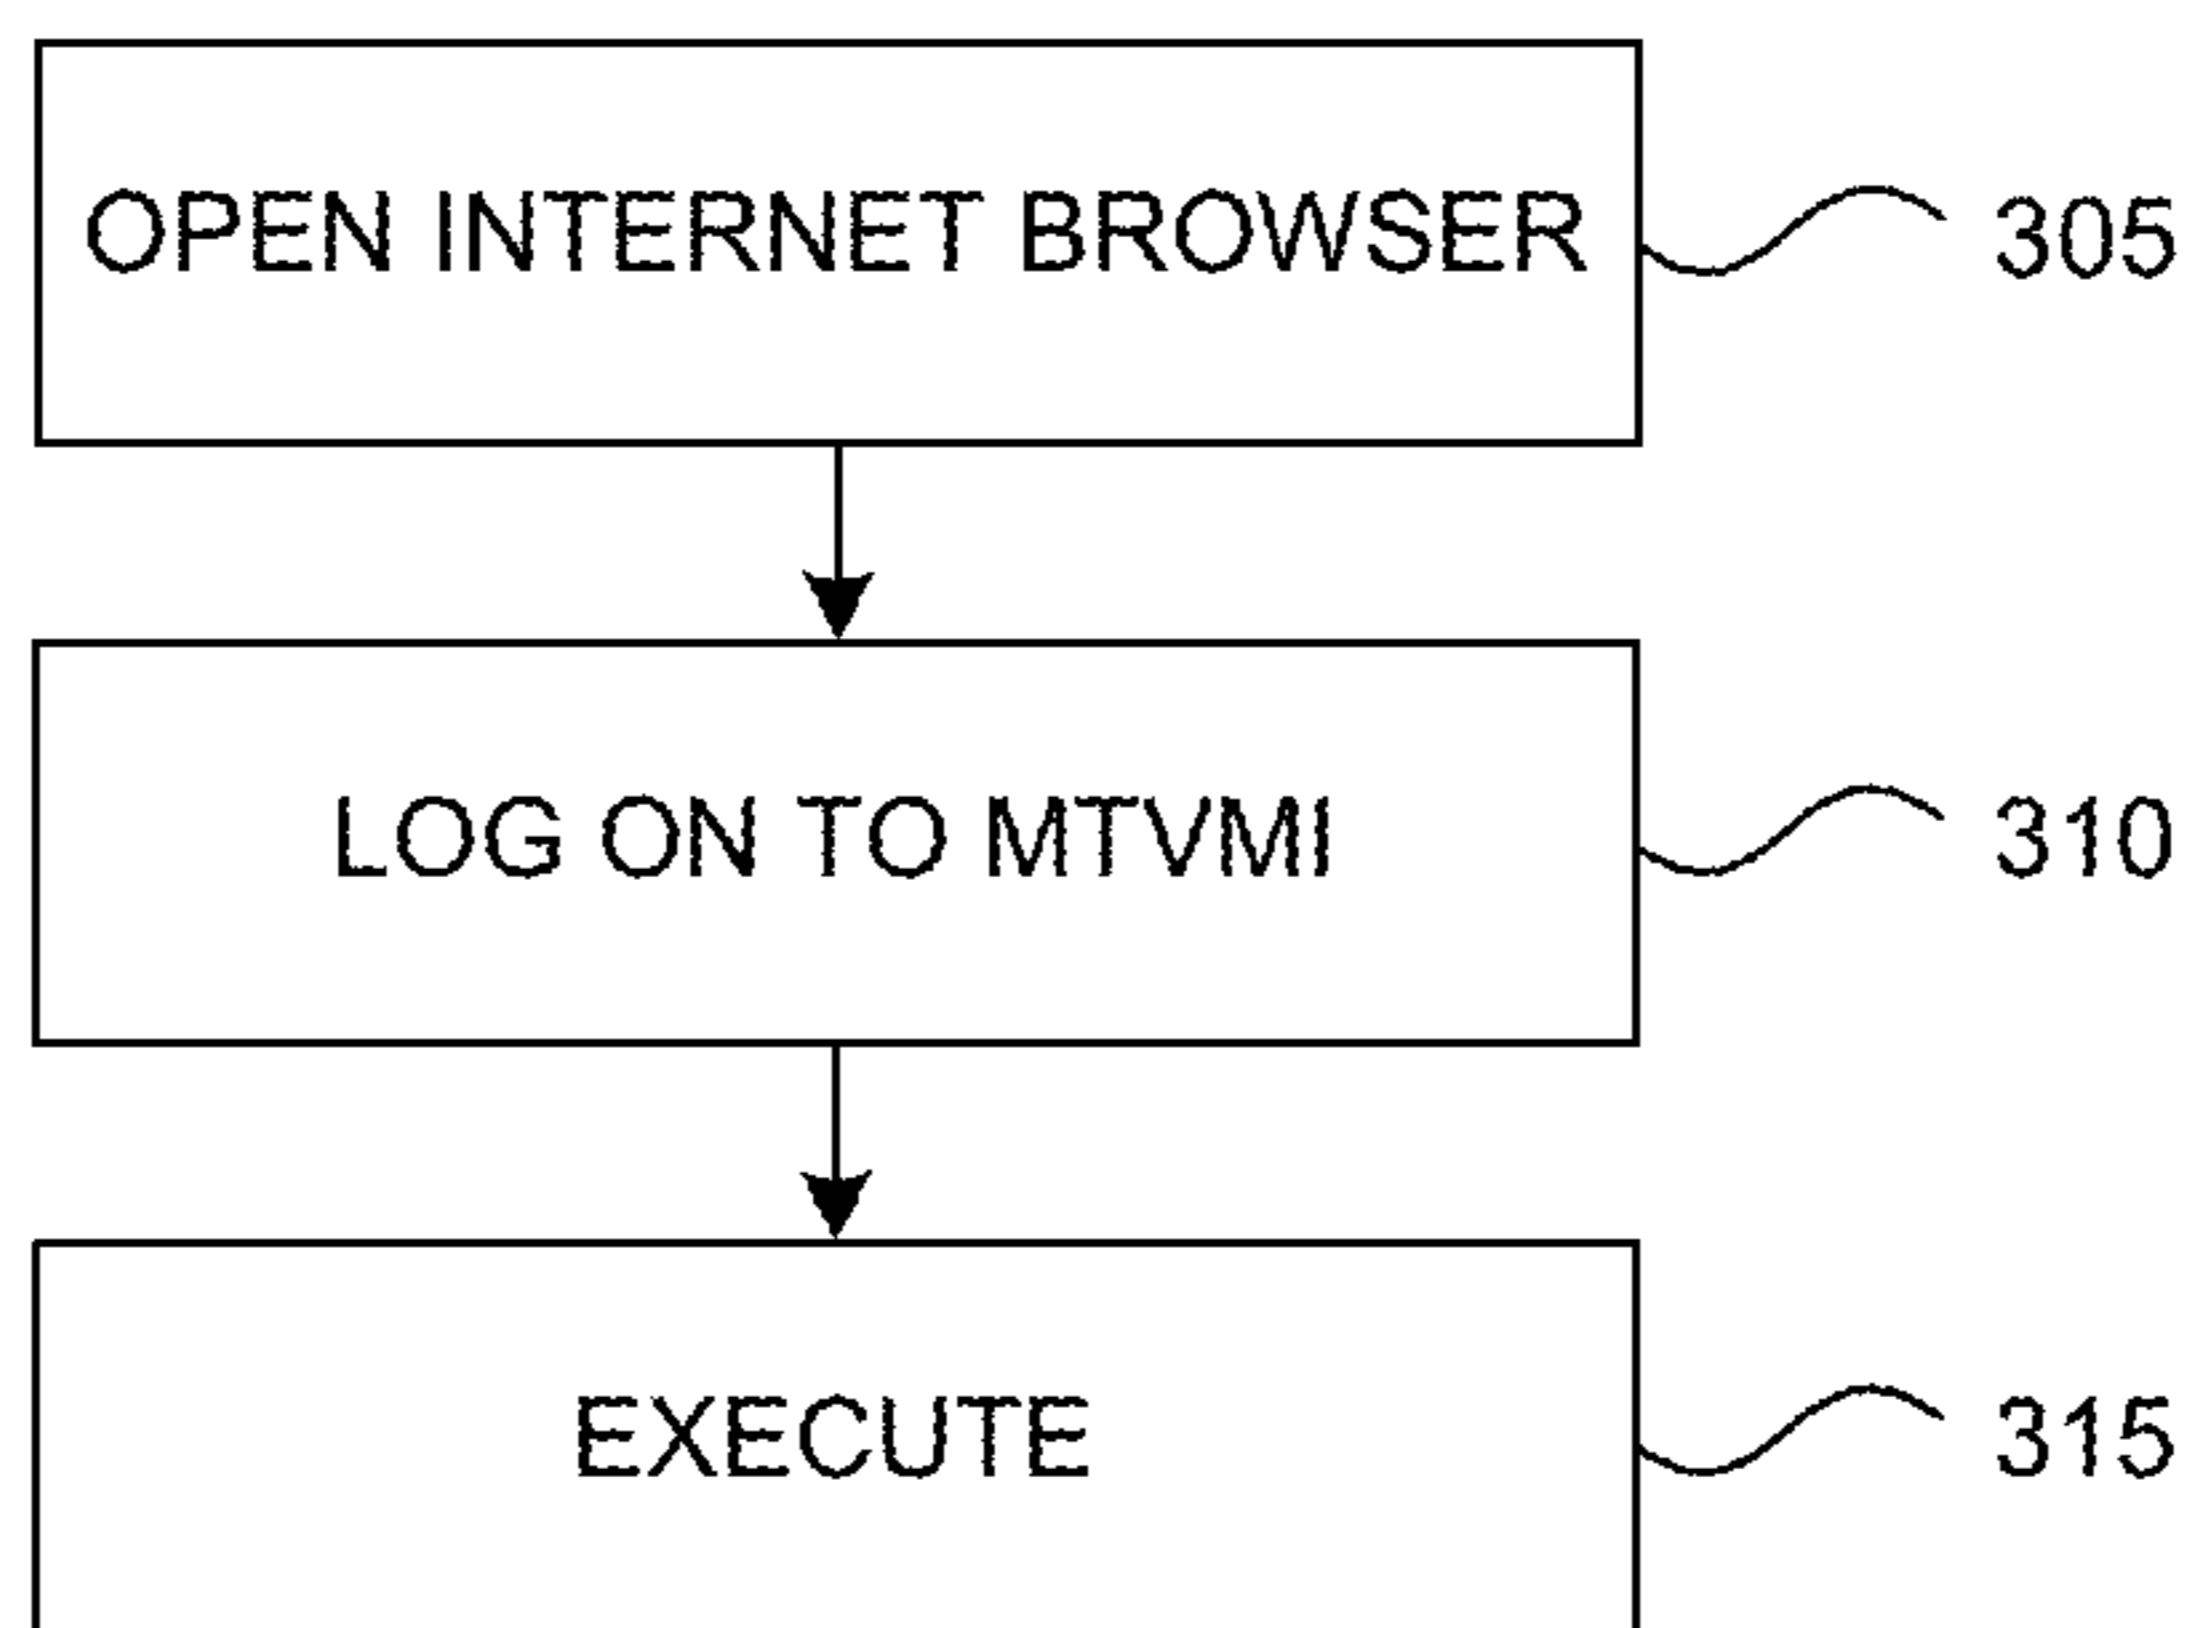 OPEN INTERNET BROWSER
305
LOG ON TO MTVMI
310
EXECUTE
315